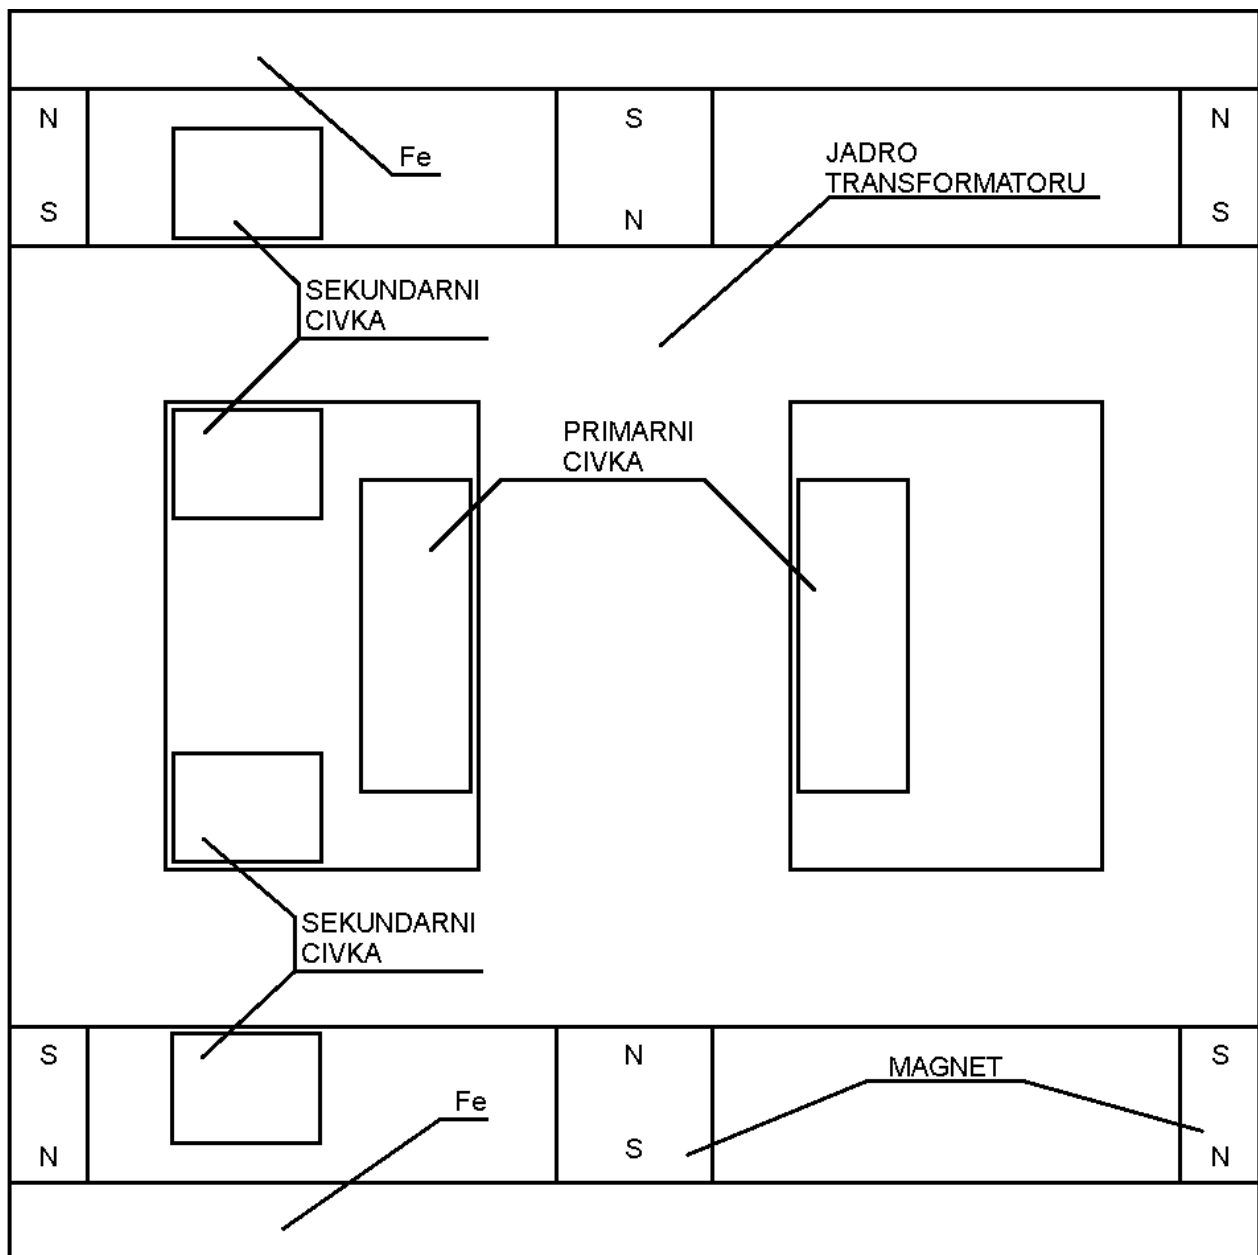 N
S
N
Fe
JADRO
TRANSFORMATORU
S
N
S
SEKUNDARNI
CIVKA
PRIMARNI
CIVKA
SEKUNDARNI
CIVKA
S
N
S
MAGNET
Fe
N
S
N